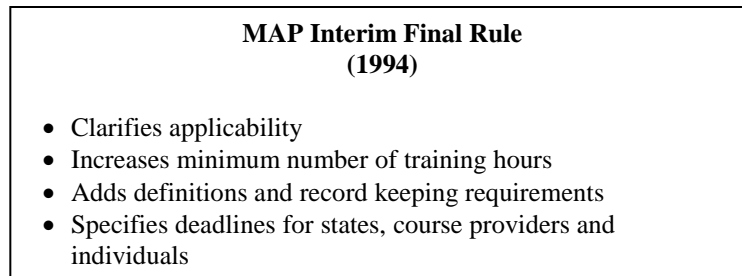 MAP Interim Final Rule
(1994)
• Clarifies applicability
• Increases minimum number of training hours
• Adds definitions and record keeping requirements
• Specifies deadlines for states, course providers and
individuals